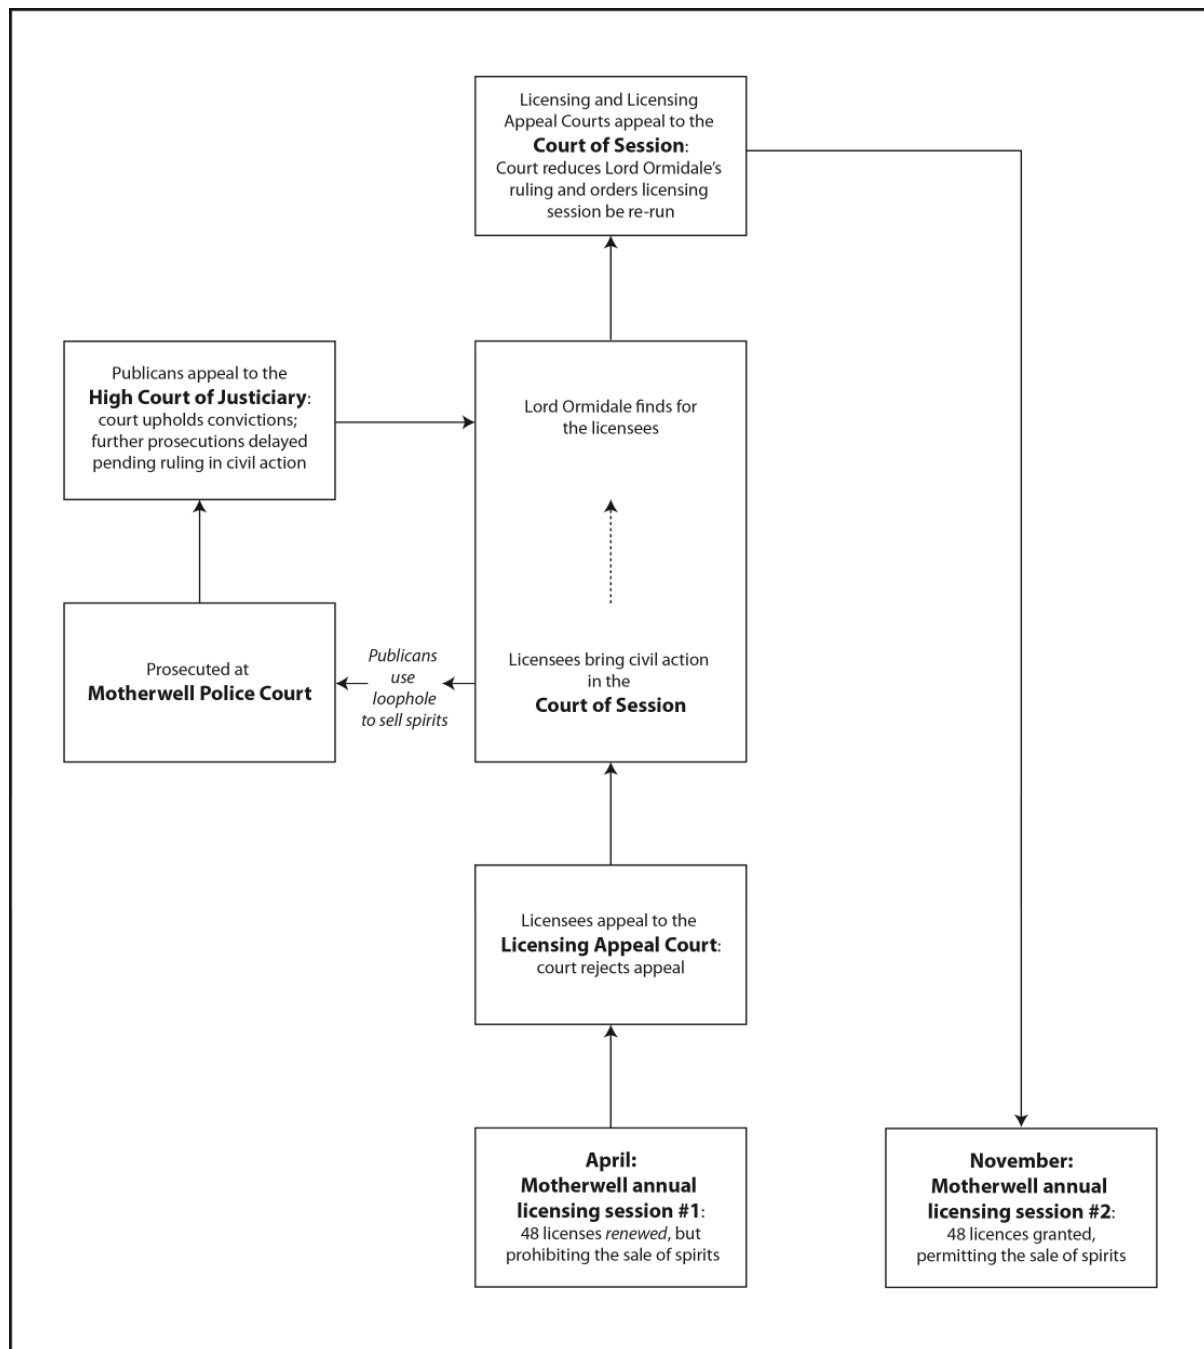 Licensing and Licensing
Appeal Courts appeal to the
Court of Session:
Court reduces Lord Ormidale’s
ruling and orders licensing
session be re-run
Publicans appeal to the
High Court of Justiciary:
court upholds convictions;
further prosecutions delayed
pending ruling in civil action
Lord Ormidale finds for
the licensees
Prosecuted at
Motherwell Police Court
Publicans
use
loophole
to sell spirits
Licensees bring civil action
in the
Court of Session
Licensees appeal to the
Licensing Appeal Court:
court rejects appeal
April:
Motherwell annual
licensing session #1:
48 licenses renewed, but
prohibiting the sale of spirits
November:
Motherwell annual
licensing session #2:
48 licences granted,
permitting the sale of spirits